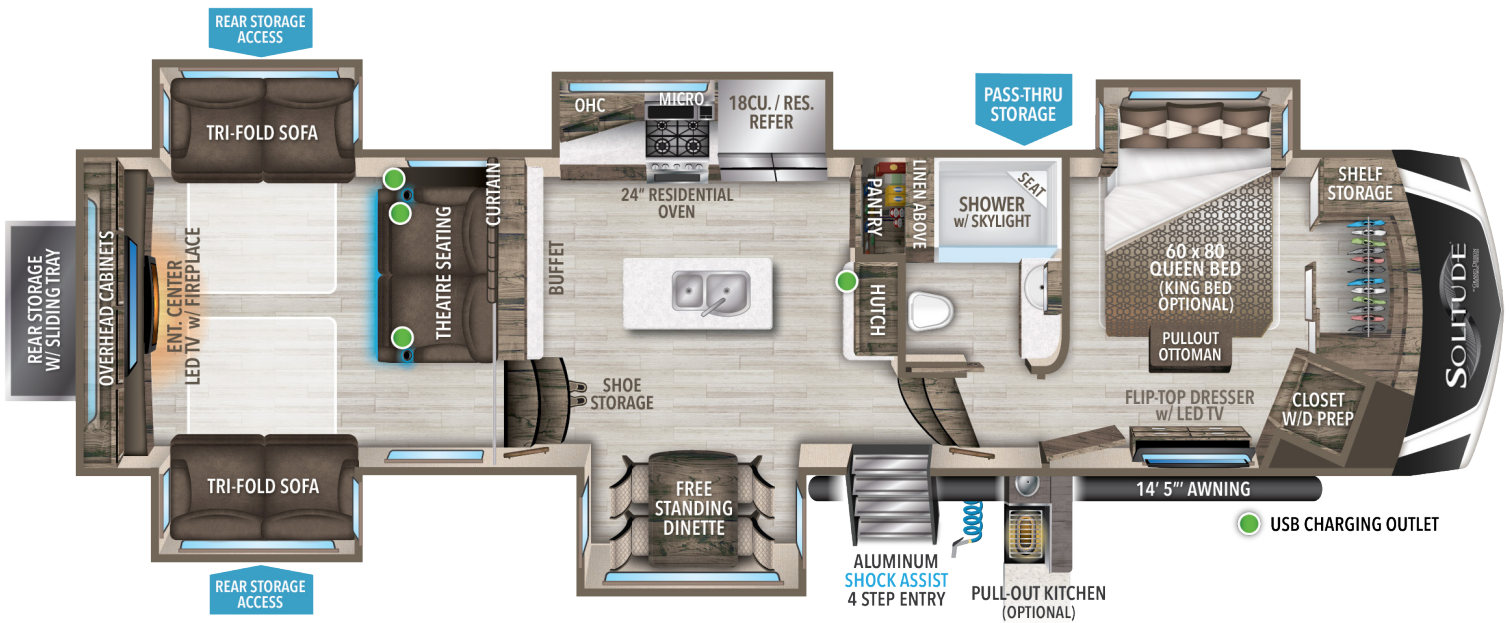 REAR STORAGE
ACCESS
TRI-FOLD SOFA
OHC
MICRO
18CU. / RES.
REFER
24" RESIDENTIAL
OVEN
PASS-THRU
STORAGE
REAR STORAGE
W/ SLIDING TRAY
OVERHEAD CABINETS
ENT. CENTER
LED TV w/ FIREPLACE
THEATRE SEATING
CURTAIN
BUFFET
PANTRY
LINEN ABOVE
SEAT
SHOWER
w/ SKYLIGHT
HUTCH
60 x 80
QUEEN BED
(KING BED
OPTIONAL)
PULLOUT
OTTOMAN
SHELF
STORAGE
SOLITUDE
SHOE
STORAGE
FLIP-TOP DRESSER
w/ LED TV
CLOSET
W/D PREP
TRI-FOLD SOFA
FREE
STANDING
DINETTE
14' 5"' AWNING
USB CHARGING OUTLET
REAR STORAGE
ACCESS
ALUMINUM
SHOCK ASSIST
4 STEP ENTRY
PULL-OUT KITCHEN
(OPTIONAL)